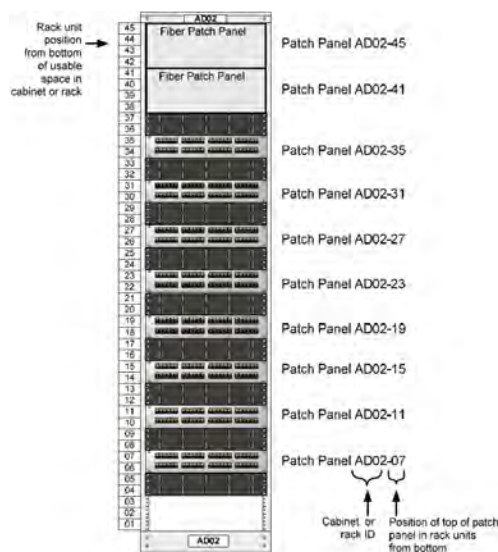 AD02
Rack unit
position
from bottom
of usable
space in
cabinet or rack
45
44
43
42
41
40
39
38
37
36
35
34
33
32
31
30
29
28
27
26
25
24
23
22
21
20
19
18
17
16
15
14
13
12
11
10
09
08
07
06
05
04
03
02
01
Fiber Patch Panel
Fiber Patch Panel
Patch Panel AD02-45
Patch Panel AD02-41
Patch Panel AD02-35
Patch Panel AD02-31
Patch Panel AD02-27
Patch Panel AD02-23
Patch Panel AD02-19
Patch Panel AD02-15
Patch Panel AD02-11
Patch Panel AD02-07
Cabinet or
rack ID
Position of top of patch
panel in rack units
from bottom
AD02